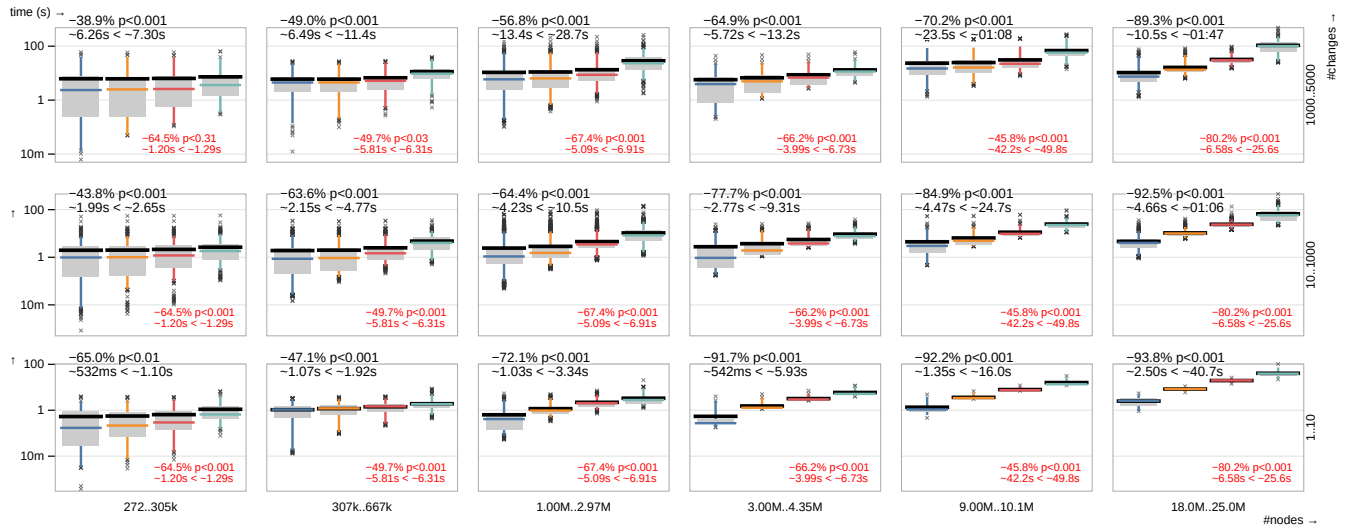 time (s) →
#changes →
−38.9% p<0.001
~6.26s < ~7.30s
−49.0% p<0.001
~6.49s < ~11.4s
−56.8% p<0.001
~13.4s < ~28.7s
−64.9% p<0.001
~5.72s < ~13.2s
−70.2% p<0.001
~23.5s < ~01:08
−89.3% p<0.001
~10.5s < ~01:47
100
1
10m
−64.5% p<0.31
~1.20s < ~1.29s
−49.7% p<0.03
~5.81s < ~6.31s
−67.4% p<0.001
~5.09s < ~6.91s
−66.2% p<0.001
~3.99s < ~6.73s
−45.8% p<0.001
~42.2s < ~49.8s
−80.2% p<0.001
~6.58s < ~25.6s
1000..5000
↑
−43.8% p<0.001
~1.99s < ~2.65s
−63.6% p<0.001
~2.15s < ~4.77s
−64.4% p<0.001
~4.23s < ~10.5s
−77.7% p<0.001
~2.77s < ~9.31s
−84.9% p<0.001
~4.47s < ~24.7s
−92.5% p<0.001
~4.66s < ~01:06
100
1
10m
−64.5% p<0.001
~1.20s < ~1.29s
−49.7% p<0.001
~5.81s < ~6.31s
−67.4% p<0.001
~5.09s < ~6.91s
−66.2% p<0.001
~3.99s < ~6.73s
−45.8% p<0.001
~42.2s < ~49.8s
−80.2% p<0.001
~6.58s < ~25.6s
10..1000
↑
−65.0% p<0.01
~532ms < ~1.10s
−47.1% p<0.001
~1.07s < ~1.92s
−72.1% p<0.001
~1.03s < ~3.34s
−91.7% p<0.001
~542ms < ~5.93s
−92.2% p<0.001
~1.35s < ~16.0s
−93.8% p<0.001
~2.50s < ~40.7s
100
1
10m
−64.5% p<0.001
~1.20s < ~1.29s
−49.7% p<0.001
~5.81s < ~6.31s
−67.4% p<0.001
~5.09s < ~6.91s
−66.2% p<0.001
~3.99s < ~6.73s
−45.8% p<0.001
~42.2s < ~49.8s
−80.2% p<0.001
~6.58s < ~25.6s
1..10
272..305k
307k..667k
1.00M..2.97M
3.00M..4.35M
9.00M..10.1M
18.0M..25.0M
#nodes →